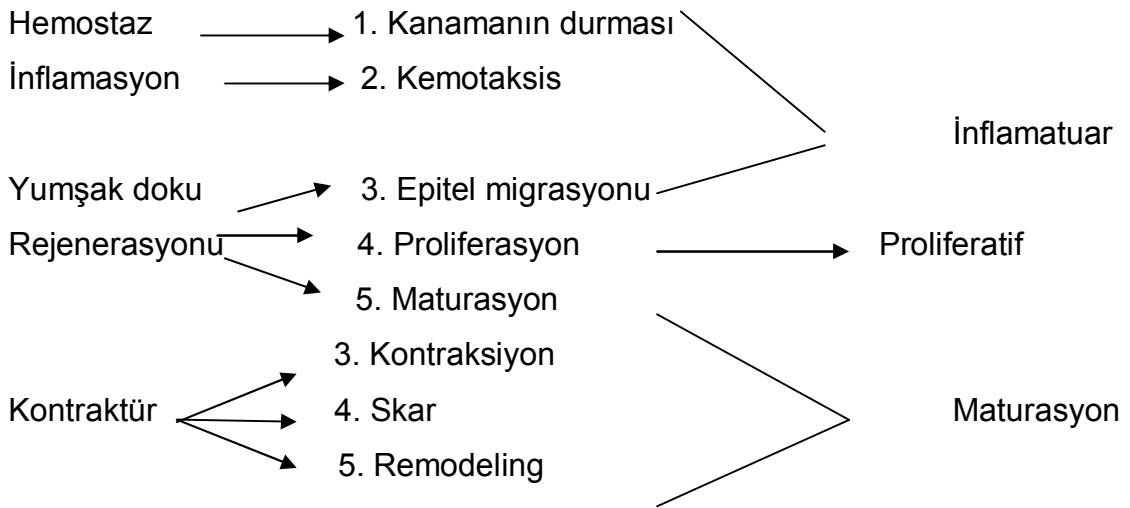 Hemostaz 1. Kanamanın durması
İnflamasyon 2. Kemotaksis
İnflamatuar
Yumşak doku 3. Epitel migrasyonu
Rejenerasyonu 4. Proliferasyon Proliferatif
5. Maturasyon
3. Kontraksiyon
Kontraktür 4. Skar Maturasyon
5. Remodeling